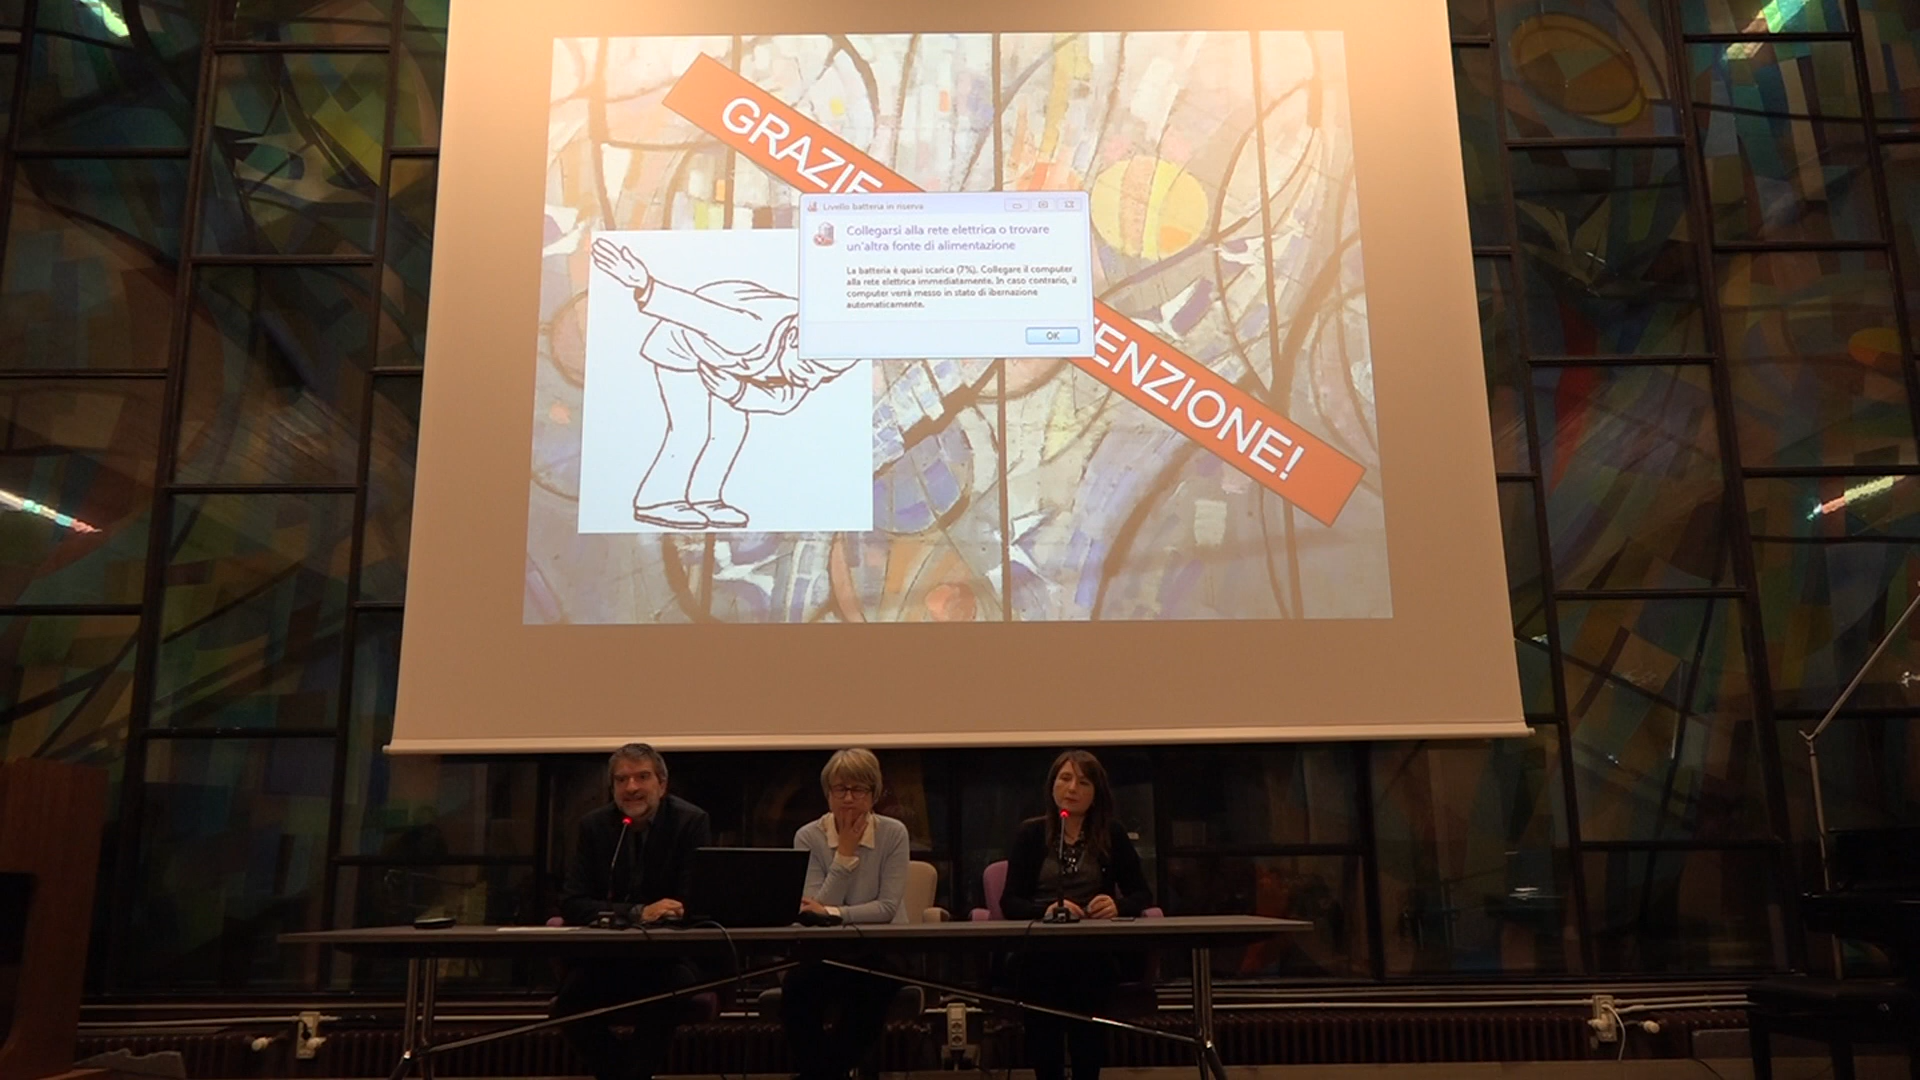 GRAZIE
Livello batteria in riserva
Collegarsi alla rete elettrica o trovare
un'altra fonte di alimentazione
La batteria è quasi scarica (7%). Collegare il computer
alla rete elettrica immediatamente. In caso contrario, il
computer verrà messo in stato di ibernazione
automaticamente.
OK
ENZIONE!